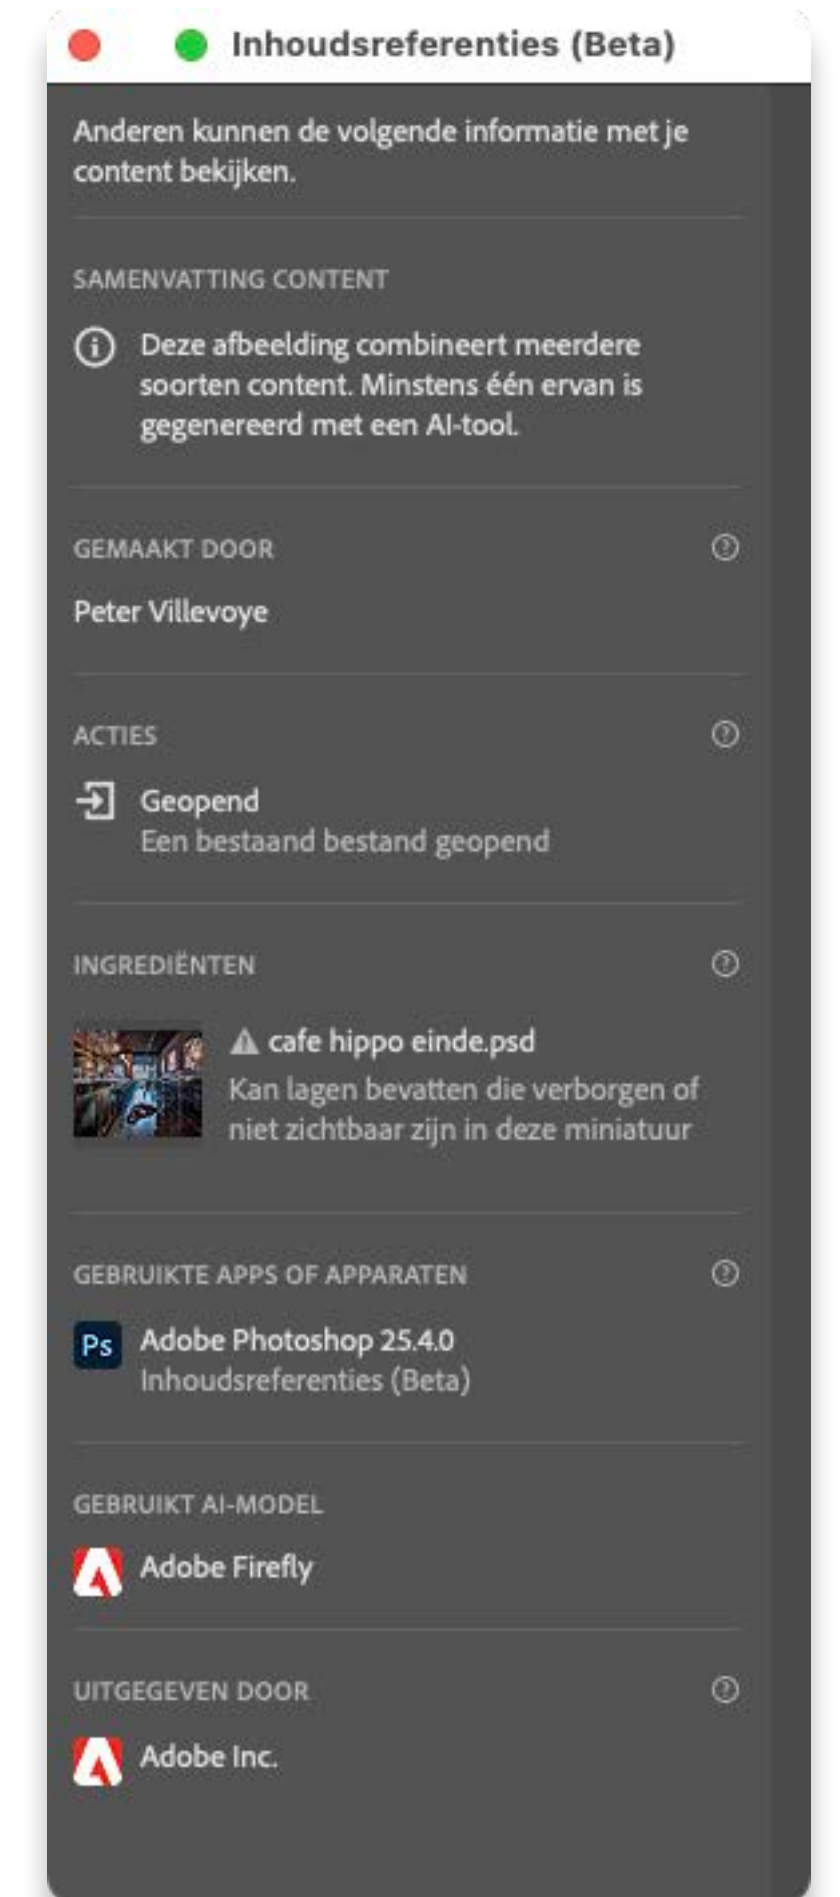 Inhoudsreferenties (Beta)
Anderen kunnen de volgende informatie met je
content bekijken.
SAMENVATTING CONTENT
Deze afbeelding combineert meerdere
soorten content. Minstens één ervan is
gegenereerd met een AI-tool.
GEMAAKT DOOR
Peter Villevoye
ACTIES
Geopend
Een bestaand bestand geopend
INGREDIËNTEN
cafe hippo einde.psd
Kan lagen bevatten die verborgen of
niet zichtbaar zijn in deze miniatuur
GEBRUIKTE APPS OF APPARATEN
Ps Adobe Photoshop 25.4.0
Inhoudsreferenties (Beta)
GEBRUIKT AI-MODEL
Adobe Firefly
UITGEGEVEN DOOR
Adobe Inc.